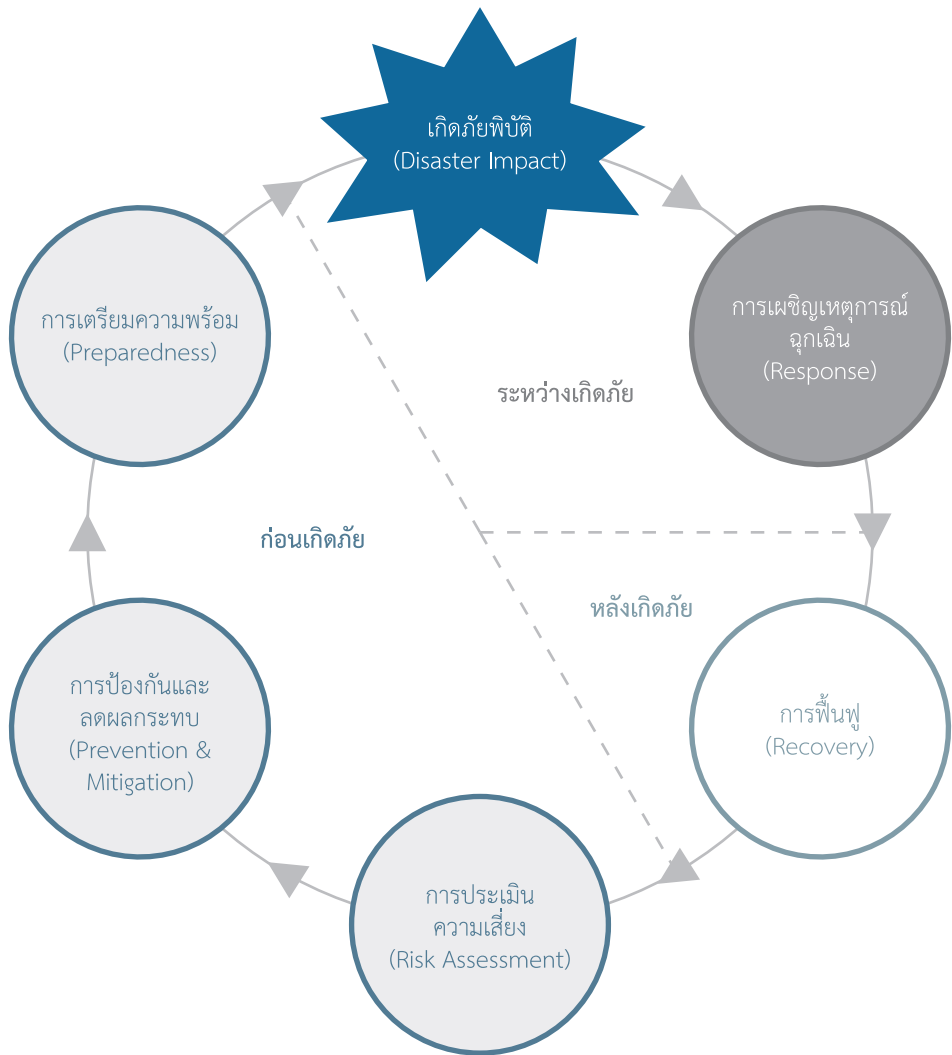 เกิดภัยพิบัติ
(Disaster Impact)
การเผชิญเหตุการณ์
ฉุกเฉิน
(Response)
การเตรียมความพร้อม
(Preparedness)
ระหว่างเกิดภัย
ก่อนเกิดภัย
หลังเกิดภัย
การป้องกันและ
ลดผลกระทบ
(Prevention &
Mitigation)
การฟื้นฟู
(Recovery)
การประเมิน
ความเสี่ยง
(Risk Assessment)